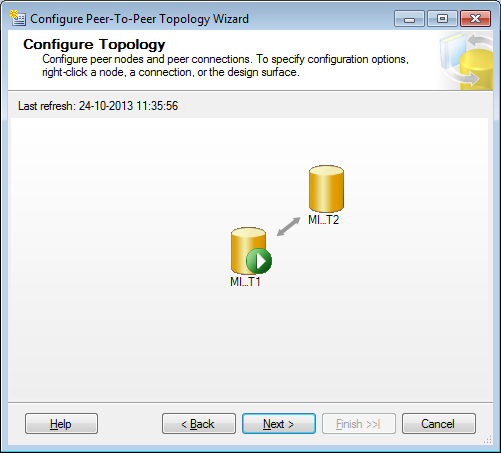 Configure Peer-To-Peer Topology Wizard
Configure Topology
Configure peer nodes and peer connections. To specify configuration options,
right-click a node, a connection, or the design surface.
Last refresh: 24-10-2013 11:35:56
MI...T2
MI...T1
Help
< Back
Next >
Finish >>|
Cancel